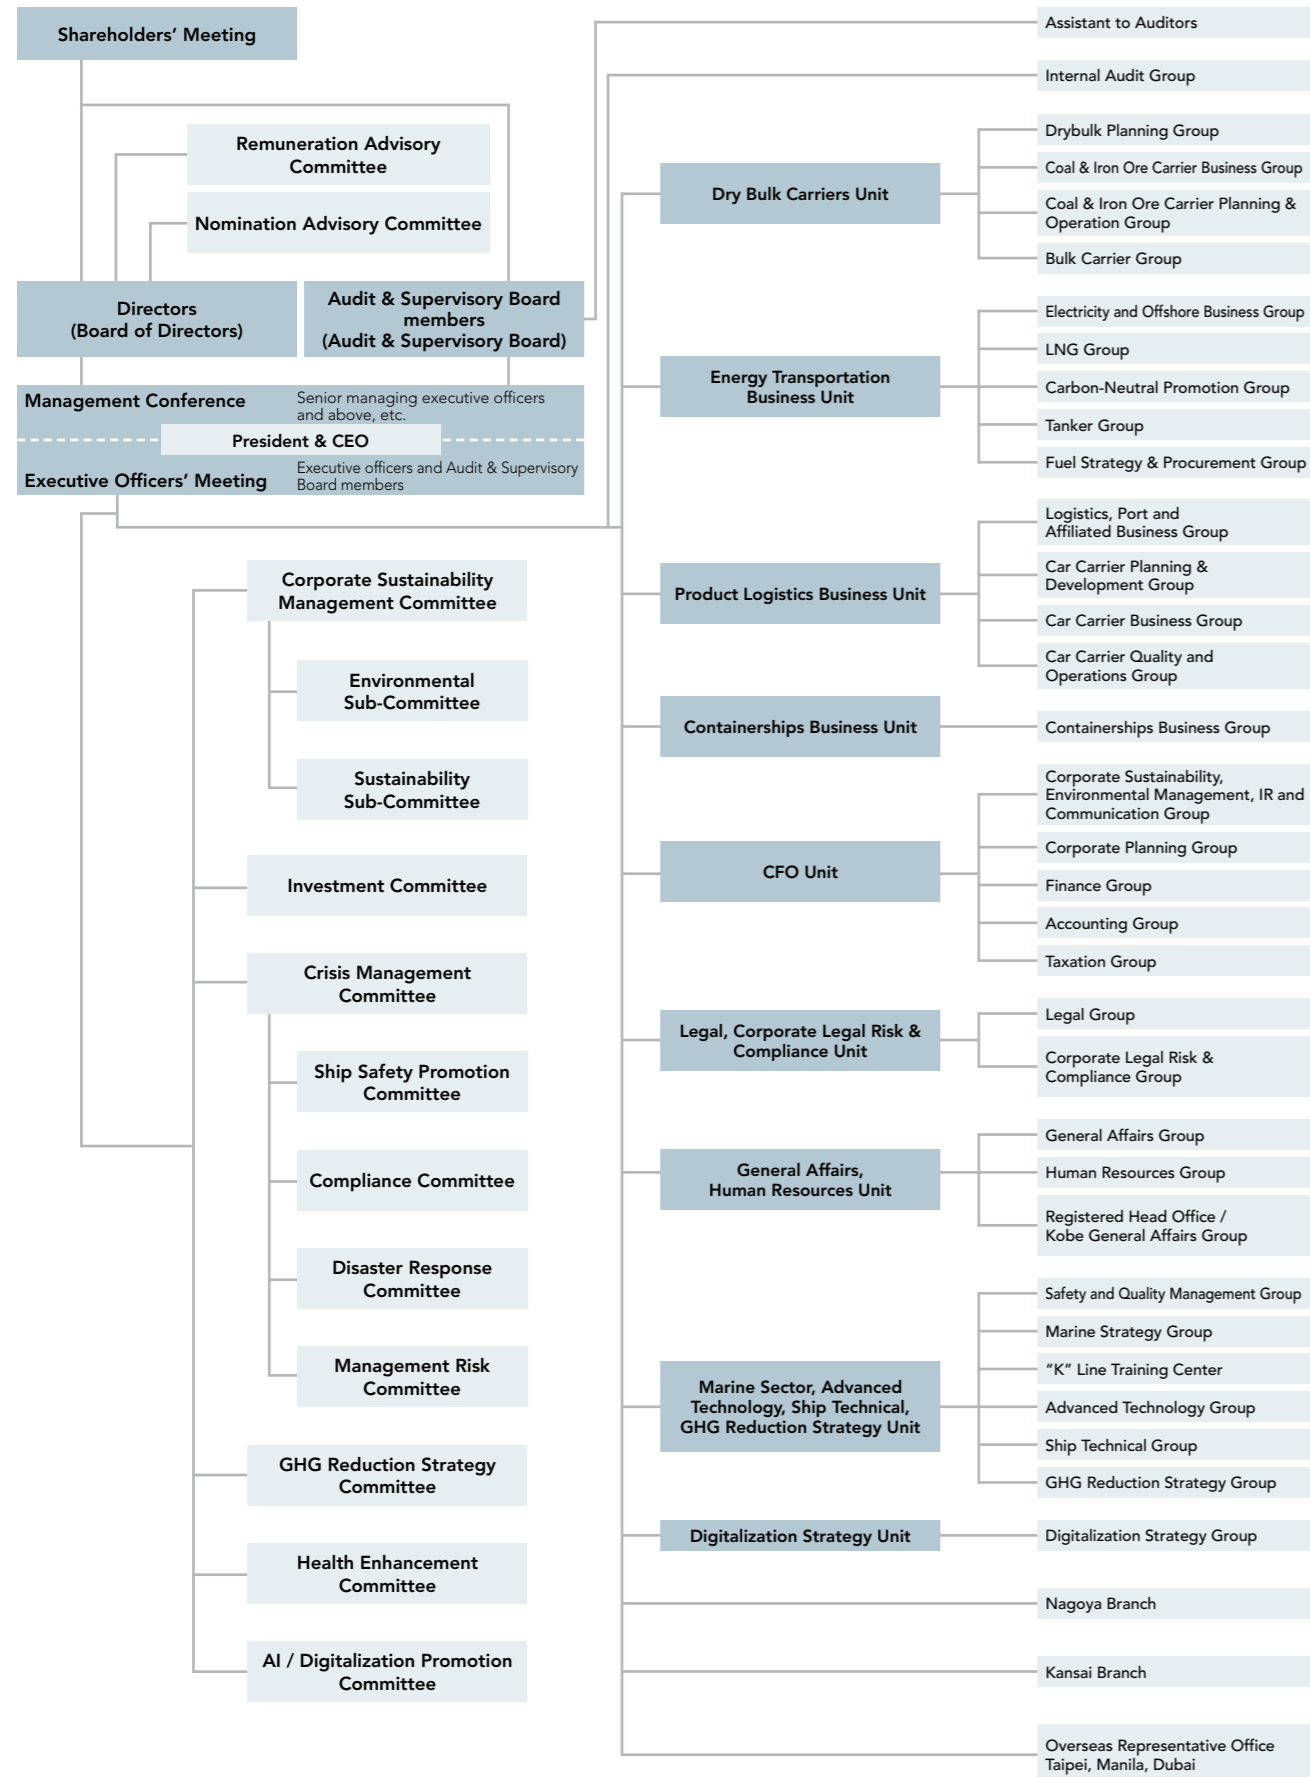 Shareholders' Meeting
Remuneration Advisory
Committee
Nomination Advisory Committee
Directors
(Board of Directors)
Audit & Supervisory Board
members
(Audit & Supervisory Board)
Management Conference
Senior managing executive officers
and above, etc.
President & CEO
Executive Officers' Meeting
Executive officers and Audit & Supervisory
Board members
Corporate Sustainability
Management Committee
Environmental
Sub-Committee
Sustainability
Sub-Committee
Investment Committee
Crisis Management
Committee
Ship Safety Promotion
Committee
Compliance Committee
Disaster Response
Committee
Management Risk
Committee
GHG Reduction Strategy
Committee
Health Enhancement
Committee
AI / Digitalization Promotion
Committee
Assistant to Auditors
Internal Audit Group
Dry Bulk Carriers Unit
Drybulk Planning Group
Coal & Iron Ore Carrier Business Group
Coal & Iron Ore Carrier Planning &
Operation Group
Bulk Carrier Group
Energy Transportation
Business Unit
Electricity and Offshore Business Group
LNG Group
Carbon-Neutral Promotion Group
Tanker Group
Fuel Strategy & Procurement Group
Product Logistics Business Unit
Logistics, Port and
Affiliated Business Group
Car Carrier Planning &
Development Group
Car Carrier Business Group
Car Carrier Quality and
Operations Group
Containerships Business Unit
Containerships Business Group
CFO Unit
Corporate Sustainability,
Environmental Management, IR and
Communication Group
Corporate Planning Group
Finance Group
Accounting Group
Taxation Group
Legal, Corporate Legal Risk &
Compliance Unit
Legal Group
Corporate Legal Risk &
Compliance Group
General Affairs,
Human Resources Unit
General Affairs Group
Human Resources Group
Registered Head Office /
Kobe General Affairs Group
Marine Sector, Advanced
Technology, Ship Technical,
GHG Reduction Strategy Unit
Safety and Quality Management Group
Marine Strategy Group
"K" Line Training Center
Advanced Technology Group
Ship Technical Group
GHG Reduction Strategy Group
Digitalization Strategy Unit
Digitalization Strategy Group
Nagoya Branch
Kansai Branch
Overseas Representative Office
Taipei, Manila, Dubai